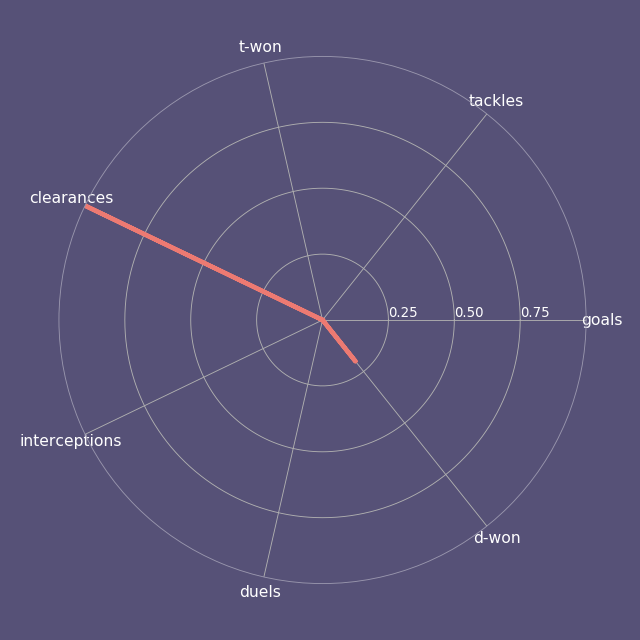 t-won
tackles
clearances
0.25
0.50
0.75
goals
interceptions
d-won
duels